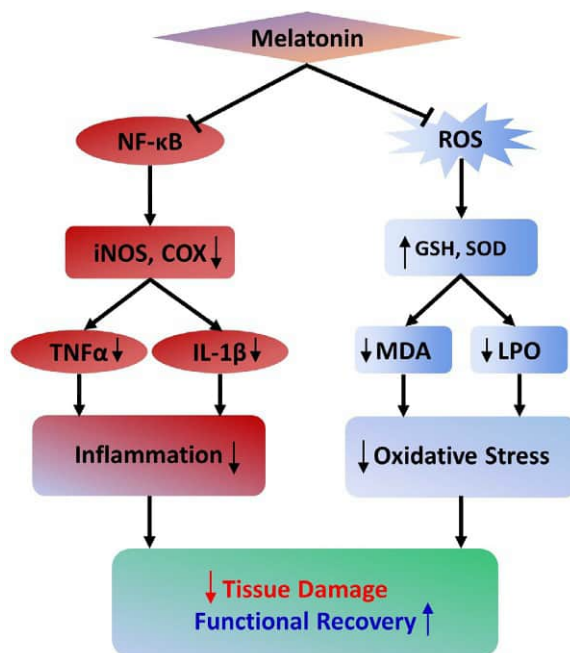 Melatonin
NF-κB
ROS
iNOS, COX ↓
↑ GSH, SOD
TNFα ↓
IL-1β ↓
↓ MDA
↓ LPO
Inflammation ↓
↓ Oxidative Stress
↓ Tissue Damage
Functional Recovery ↑